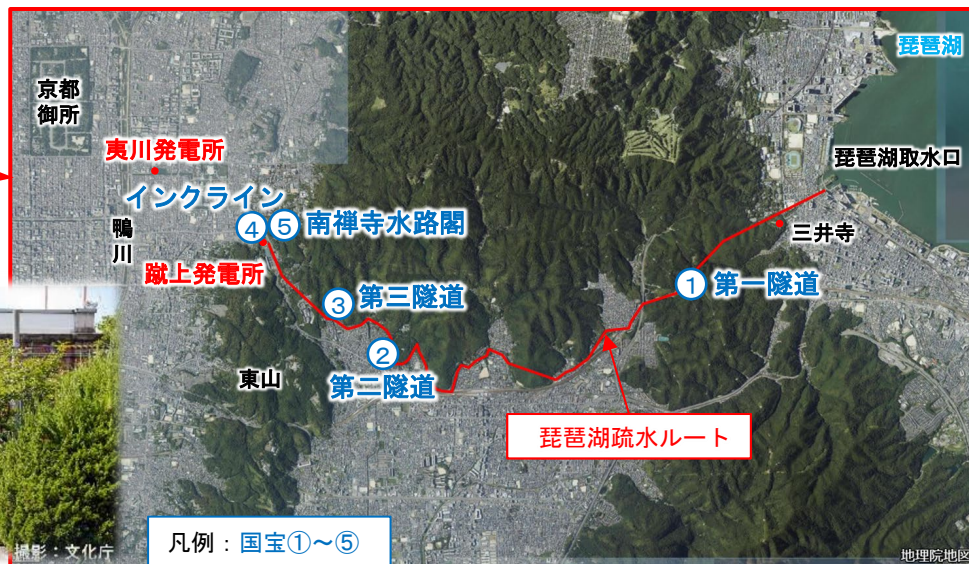 琵琶湖
京都
御所
夷川発電所
琵琶湖取水口
インクライン
④
⑤
南禅寺水路閣
鴨
川
三井寺
蹴上発電所
①
第一隧道
③
第三隧道
②
第二隧道
東山
琵琶湖疏水ルート
凡例：国宝①～⑤
撮影：文化庁
地理院地図